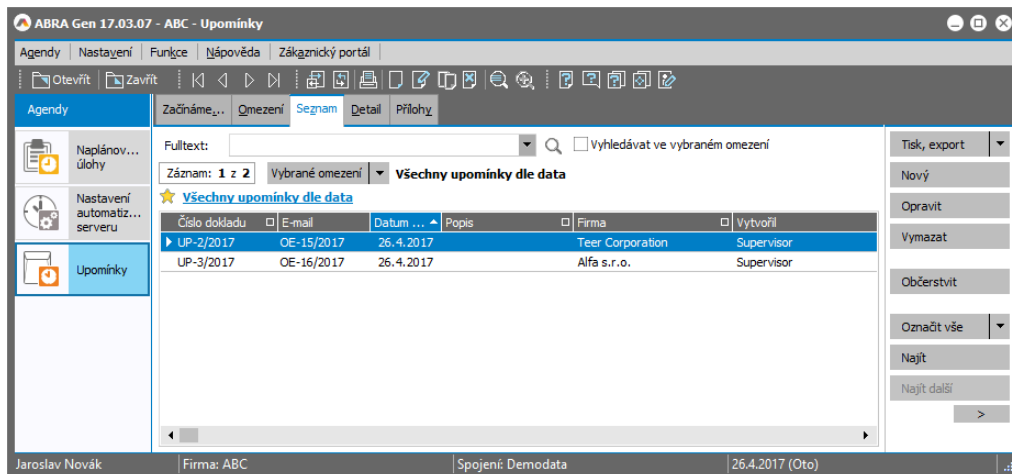 ABRA Gen 17.03.07 - ABC - Upomínky
Agendy Nastavení Funkce Nápověda Zákaznický portál
Otevřít Zavřít
Agendy
Začínáme... Omezení Seznam Detail Přílohy
Naplánov... úlohy
Nastavení automatiz... serveru
Upomínky
Fulltext: Vyhledávat ve vybraném omezení
Záznam: 1 z 2 Vybrané omezení Všechny upomínky dle data
Všechny upomínky dle data
Číslo dokladu E-mail Datum ... Popis Firma Vytvořil
UP-2/2017 OE-15/2017 26.4.2017 Teer Corporation Supervisor
UP-3/2017 OE-16/2017 26.4.2017 Alfa s.r.o. Supervisor
Tisk, export
Nový
Opravit
Vymazat
Občerstvit
Označit vše
Najít
Najít další
>
Jaroslav Novák Firma: ABC Spojení: Demodata 26.4.2017 (Oto)